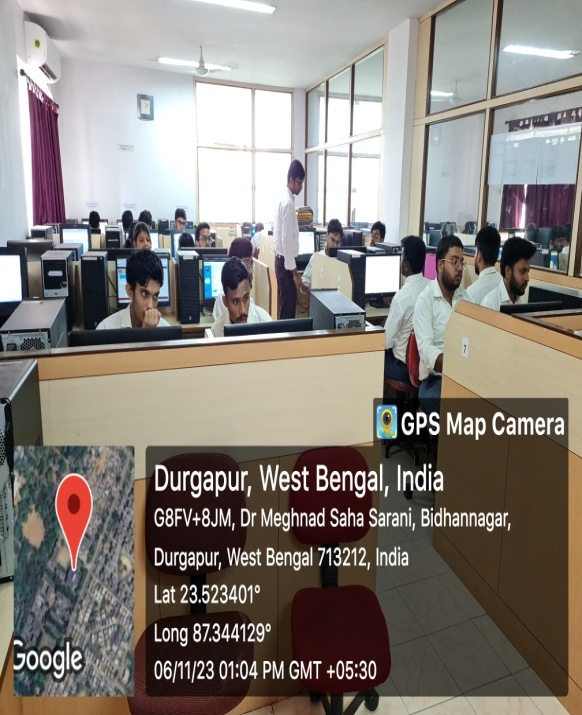 GPS Map Camera
Durgapur, West Bengal, India
G8FV+8JM, Dr Meghnad Saha Sarani, Bidhannagar,
Durgapur, West Bengal 713212, India
Lat 23.523401°
Long 87.344129°
06/11/23 01:04 PM GMT +05:30
Google
7